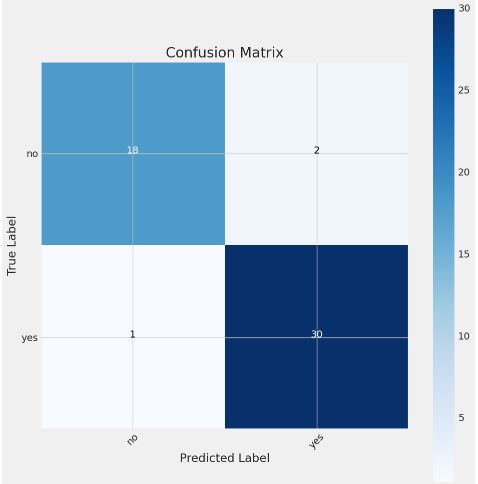 Confusion Matrix
True Label
no
yes
18
2
1
30
no
yes
Predicted Label
30
25
20
15
10
5